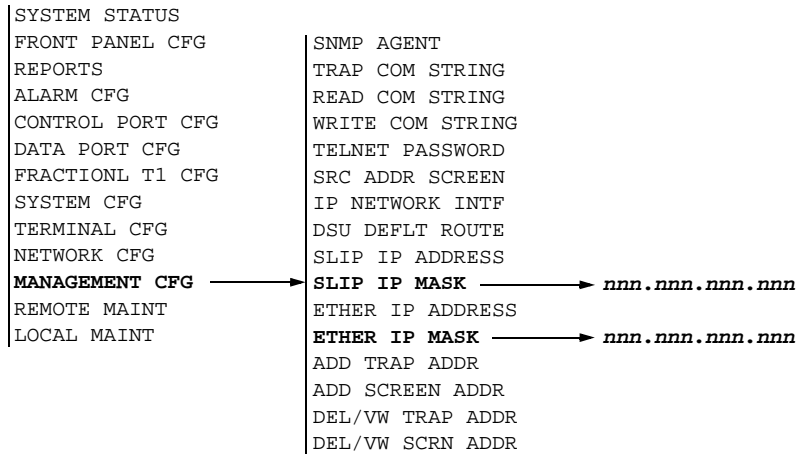 SYSTEM STATUS
FRONT PANEL CFG
REPORTS
ALARM CFG
CONTROL PORT CFG
DATA PORT CFG
FRACTIONL T1 CFG
SYSTEM CFG
TERMINAL CFG
NETWORK CFG
MANAGEMENT CFG
REMOTE MAINT
LOCAL MAINT
SNMP AGENT
TRAP COM STRING
READ COM STRING
WRITE COM STRING
TELNET PASSWORD
SRC ADDR SCREEN
IP NETWORK INTF
DSU DEFLT ROUTE
SLIP IP ADDRESS
SLIP IP MASK
ETHER IP ADDRESS
ETHER IP MASK
ADD TRAP ADDR
ADD SCREEN ADDR
DEL/VW TRAP ADDR
DEL/VW SCRN ADDR
nnn.nnn.nnn.nnn
nnn.nnn.nnn.nnn